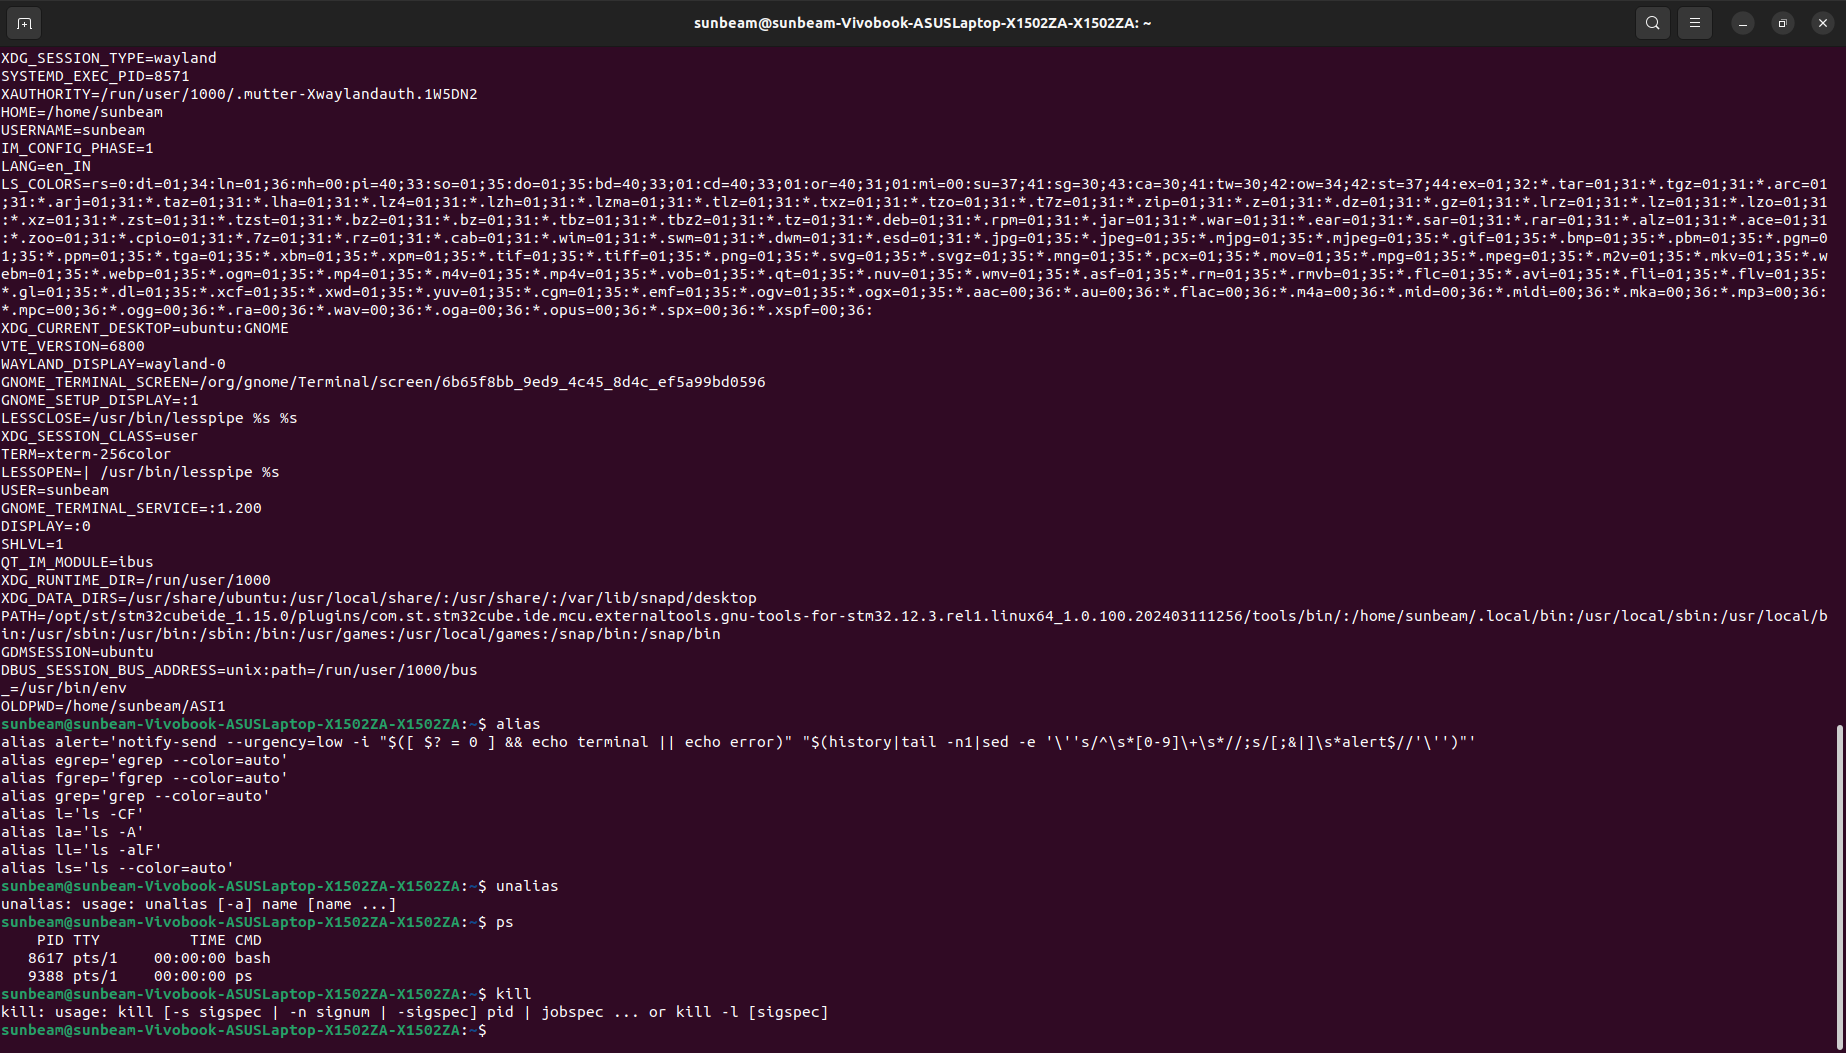 sunbeam@sunbeam-Vivobook-ASUSLaptop-X1502ZA-X1502ZA: ~
XDG_SESSION_TYPE=wayland
SYSTEMD_EXEC_PID=8571
XAUTHORITY=/run/user/1000/.mutter-Xwaylandauth.1W5DN2
HOME=/home/sunbeam
USERNAME=sunbeam
IM_CONFIG_PHASE=1
LANG=en_IN
LS_COLORS=rs=0:di=01;34:ln=01;36:mh=00:pi=40;33:so=01;35:do=01;35:bd=40;33;01:cd=40;33;01:or=40;31;01:mi=00:su=37;41:sg=30;43:ca=30;41:tw=30;42:ow=34;42:st=37;44:ex=01;32:*.tar=01;31:*.tgz=01;31:*.arc=01
;31:*.arj=01;31:*.taz=01;31:*.lha=01;31:*.lz4=01;31:*.lzh=01;31:*.lzma=01;31:*.tlz=01;31:*.txz=01;31:*.tzo=01;31:*.t7z=01;31:*.zip=01;31:*.z=01;31:*.dz=01;31:*.gz=01;31:*.lrz=01;31:*.lz=01;31:*.lzo=01;31
:*.xz=01;31:*.zst=01;31:*.tzst=01;31:*.bz2=01;31:*.bz=01;31:*.tbz=01;31:*.tbz2=01;31:*.tz=01;31:*.deb=01;31:*.rpm=01;31:*.jar=01;31:*.war=01;31:*.ear=01;31:*.sar=01;31:*.rar=01;31:*.alz=01;31:*.ace=01;31
:*.zoo=01;31:*.cpio=01;31:*.7z=01;31:*.rz=01;31:*.cab=01;31:*.wim=01;31:*.swm=01;31:*.dwm=01;31:*.esd=01;31:*.jpg=01;35:*.jpeg=01;35:*.mjpg=01;35:*.mjpeg=01;35:*.gif=01;35:*.bmp=01;35:*.pbm=01;35:*.pgm=0
1;35:*.ppm=01;35:*.tga=01;35:*.xbm=01;35:*.xpm=01;35:*.tif=01;35:*.tiff=01;35:*.png=01;35:*.svg=01;35:*.svgz=01;35:*.mng=01;35:*.pcx=01;35:*.mov=01;35:*.mpg=01;35:*.mpeg=01;35:*.m2v=01;35:*.mkv=01;35:*.w
ebm=01;35:*.webp=01;35:*.ogm=01;35:*.mp4=01;35:*.m4v=01;35:*.mp4v=01;35:*.vob=01;35:*.qt=01;35:*.nuv=01;35:*.wmv=01;35:*.asf=01;35:*.rm=01;35:*.rmvb=01;35:*.flc=01;35:*.avi=01;35:*.fli=01;35:*.flv=01;35:
*.gl=01;35:*.dl=01;35:*.xcf=01;35:*.xwd=01;35:*.yuv=01;35:*.cgm=01;35:*.emf=01;35:*.ogv=01;35:*.ogx=01;35:*.aac=00;36:*.au=00;36:*.flac=00;36:*.m4a=00;36:*.mid=00;36:*.midi=00;36:*.mka=00;36:*.mp3=00;36:
*.mpc=00;36:*.ogg=00;36:*.ra=00;36:*.wav=00;36:*.oga=00;36:*.opus=00;36:*.spx=00;36:*.xspf=00;36:
XDG_CURRENT_DESKTOP=ubuntu:GNOME
VTE_VERSION=6800
WAYLAND_DISPLAY=wayland-0
GNOME_TERMINAL_SCREEN=/org/gnome/Terminal/screen/6b65f8bb_9ed9_4c45_8d4c_ef5a99bd0596
GNOME_SETUP_DISPLAY=:1
LESSCLOSE=/usr/bin/lesspipe %s %s
XDG_SESSION_CLASS=user
TERM=xterm-256color
LESSOPEN=| /usr/bin/lesspipe %s
USER=sunbeam
GNOME_TERMINAL_SERVICE=:1.200
DISPLAY=:0
SHLVL=1
QT_IM_MODULE=ibus
XDG_RUNTIME_DIR=/run/user/1000
XDG_DATA_DIRS=/usr/share/ubuntu:/usr/local/share/:/usr/share/:/var/lib/snapd/desktop
PATH=/opt/st/stm32cubeide_1.15.0/plugins/com.st.stm32cube.ide.mcu.externaltools.gnu-tools-for-stm32.12.3.rel1.linux64_1.0.100.202403111256/tools/bin/:/home/sunbeam/.local/bin:/usr/local/sbin:/usr/local/b
in:/usr/sbin:/usr/bin:/sbin:/bin:/usr/games:/usr/local/games:/snap/bin:/snap/bin
GDMSESSION=ubuntu
DBUS_SESSION_BUS_ADDRESS=unix:path=/run/user/1000/bus
_=/usr/bin/env
OLDPWD=/home/sunbeam/ASI1
sunbeam@sunbeam-Vivobook-ASUSLaptop-X1502ZA-X1502ZA:~$ alias
alias alert='notify-send --urgency=low -i "$([ $? = 0 ] && echo terminal || echo error)" "$(history|tail -n1|sed -e '\''s/^\s*[0-9]\+\s*//;s/[;&|]\s*alert$//'\'')"'
alias egrep='egrep --color=auto'
alias fgrep='fgrep --color=auto'
alias grep='grep --color=auto'
alias l='ls -CF'
alias la='ls -A'
alias ll='ls -alF'
alias ls='ls --color=auto'
sunbeam@sunbeam-Vivobook-ASUSLaptop-X1502ZA-X1502ZA:~$ unalias
unalias: usage: unalias [-a] name [name ...]
sunbeam@sunbeam-Vivobook-ASUSLaptop-X1502ZA-X1502ZA:~$ ps
    PID TTY          TIME CMD
   8617 pts/1    00:00:00 bash
   9388 pts/1    00:00:00 ps
sunbeam@sunbeam-Vivobook-ASUSLaptop-X1502ZA-X1502ZA:~$ kill
kill: usage: kill [-s sigspec | -n signum | -sigspec] pid | jobspec ... or kill -l [sigspec]
sunbeam@sunbeam-Vivobook-ASUSLaptop-X1502ZA-X1502ZA:~$